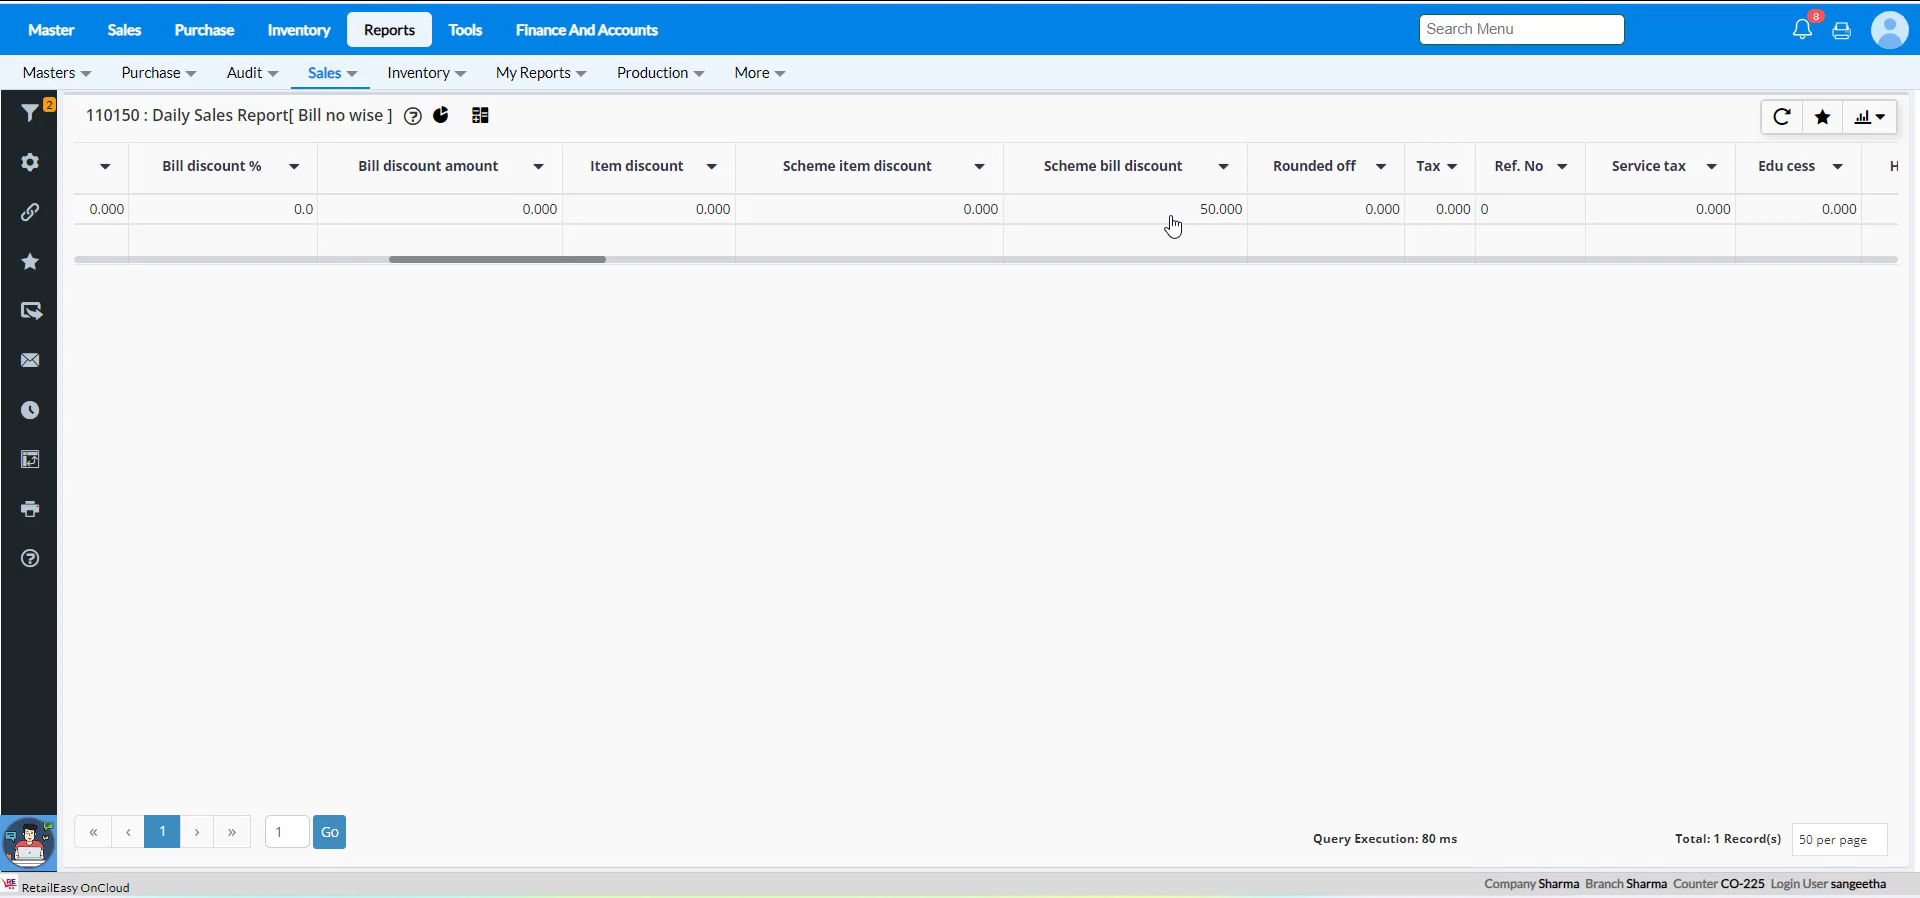 Master Sales Purchase Inventory Reports Tools Finance And Accounts Search Menu 8
Masters Purchase Audit Sales Inventory My Reports Production More
2
110150 : Daily Sales Report[ Bill no wise ]
Bill discount % Bill discount amount Item discount Scheme item discount Scheme bill discount Rounded off Tax Ref. No Service tax Edu cess H
0.000 0.0 0.000 0.000 0.000 50.000 0.000 0.000 0 0.000 0.000
« ‹ 1 › » 1 Go Query Execution: 80 ms Total: 1 Record(s) 50 per page
RE RetailEasy OnCloud Company Sharma Branch Sharma Counter CO-225 Login User sangeetha